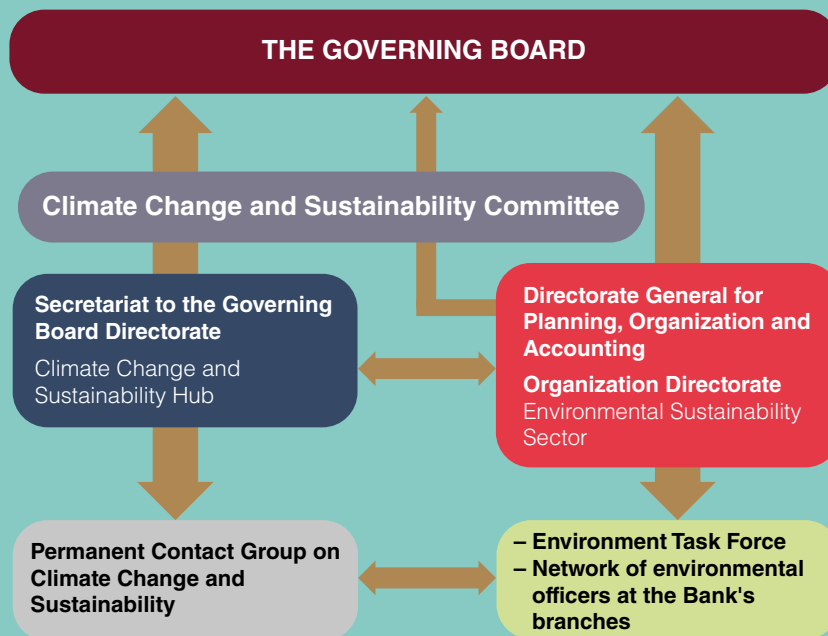 THE GOVERNING BOARD
Climate Change and Sustainability Committee
Secretariat to the Governing
Board Directorate
Climate Change and
Sustainability Hub
Directorate General for
Planning, Organization and
Accounting
Organization Directorate
Environmental Sustainability
Sector
Permanent Contact Group on
Climate Change and
Sustainability
– Environment Task Force
– Network of environmental
officers at the Bank's
branches